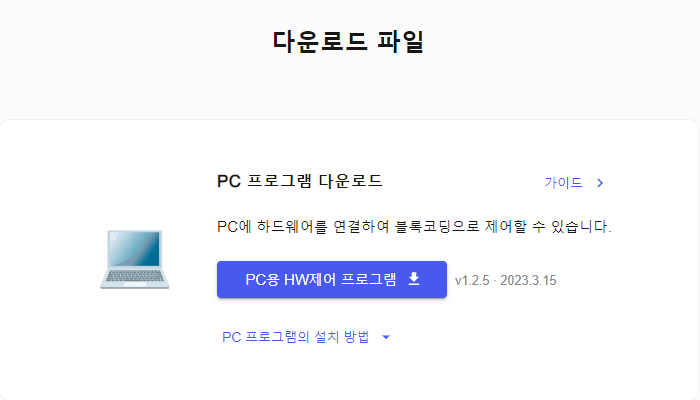 다운로드 파일
PC 프로그램 다운로드
가이드
PC에 하드웨어를 연결하여 블록코딩으로 제어할 수 있습니다.
PC용 HW제어 프로그램
v1.2.5 · 2023.3.15
PC 프로그램의 설치 방법